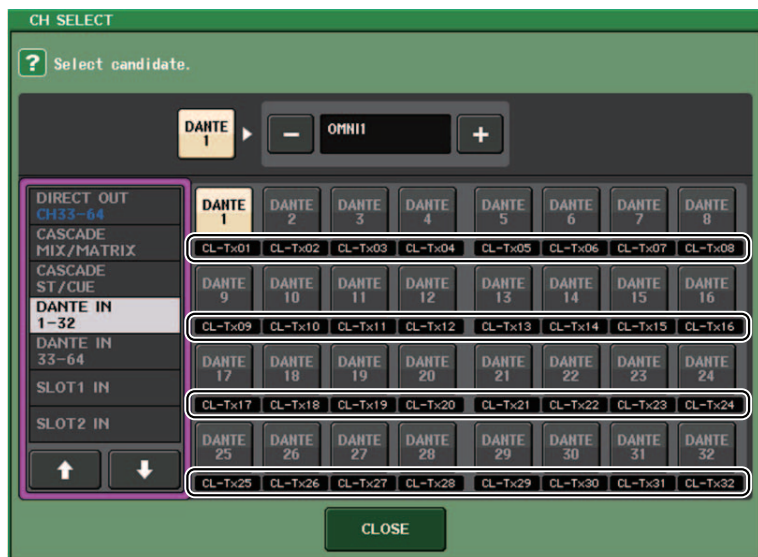 CH SELECT
? Select candidate.
DANTE 1 − OMNI1 +
DIRECT OUT
CH33-64
CASCADE
MIX/MATRIX
CASCADE
ST/CUE
DANTE IN
1-32
DANTE IN
33-64
SLOT1 IN
SLOT2 IN
DANTE 1 DANTE 2 DANTE 3 DANTE 4 DANTE 5 DANTE 6 DANTE 7 DANTE 8
CL-Tx01 CL-Tx02 CL-Tx03 CL-Tx04 CL-Tx05 CL-Tx06 CL-Tx07 CL-Tx08
DANTE 9 DANTE 10 DANTE 11 DANTE 12 DANTE 13 DANTE 14 DANTE 15 DANTE 16
CL-Tx09 CL-Tx10 CL-Tx11 CL-Tx12 CL-Tx13 CL-Tx14 CL-Tx15 CL-Tx16
DANTE 17 DANTE 18 DANTE 19 DANTE 20 DANTE 21 DANTE 22 DANTE 23 DANTE 24
CL-Tx17 CL-Tx18 CL-Tx19 CL-Tx20 CL-Tx21 CL-Tx22 CL-Tx23 CL-Tx24
DANTE 25 DANTE 26 DANTE 27 DANTE 28 DANTE 29 DANTE 30 DANTE 31 DANTE 32
CL-Tx25 CL-Tx26 CL-Tx27 CL-Tx28 CL-Tx29 CL-Tx30 CL-Tx31 CL-Tx32
CLOSE